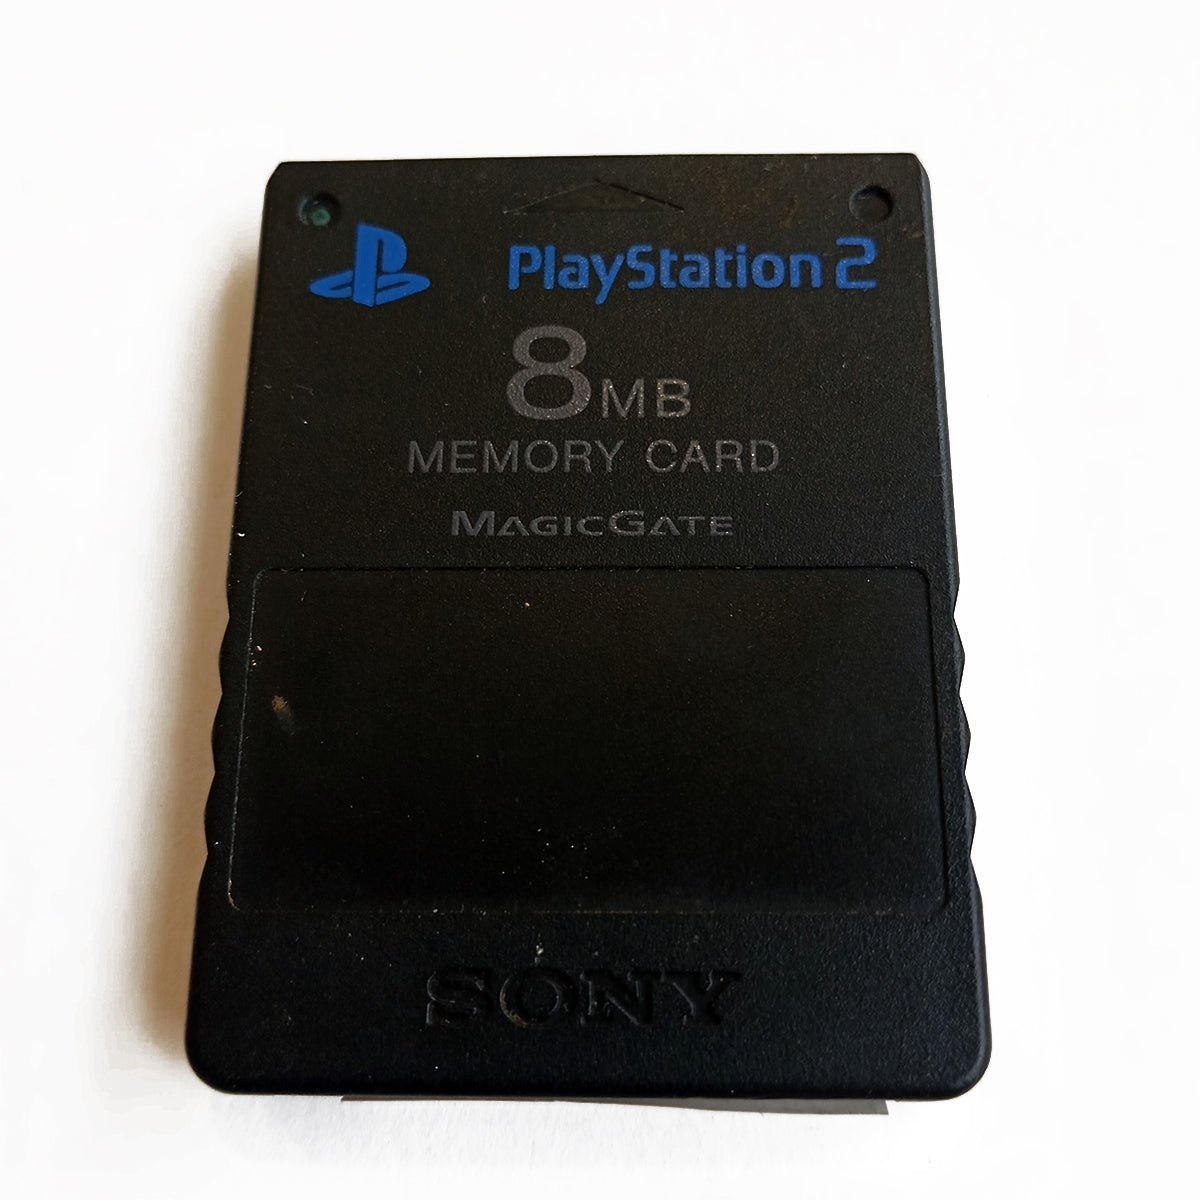 PlayStation 2
8MB
MEMORY CARD
MAGICGATE
SONY